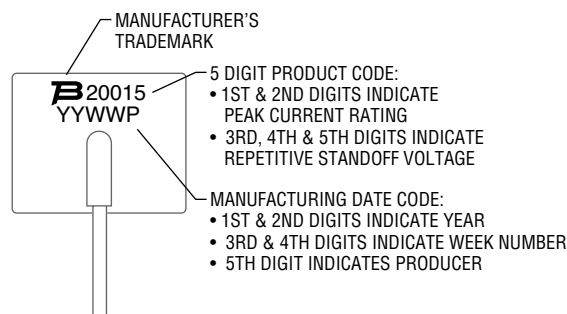 MANUFACTURER'S
TRADEMARK
20015
YYWWP
5 DIGIT PRODUCT CODE:
• 1ST & 2ND DIGITS INDICATE
PEAK CURRENT RATING
• 3RD, 4TH & 5TH DIGITS INDICATE
REPETITIVE STANDOFF VOLTAGE
MANUFACTURING DATE CODE:
• 1ST & 2ND DIGITS INDICATE YEAR
• 3RD & 4TH DIGITS INDICATE WEEK NUMBER
• 5TH DIGIT INDICATES PRODUCER